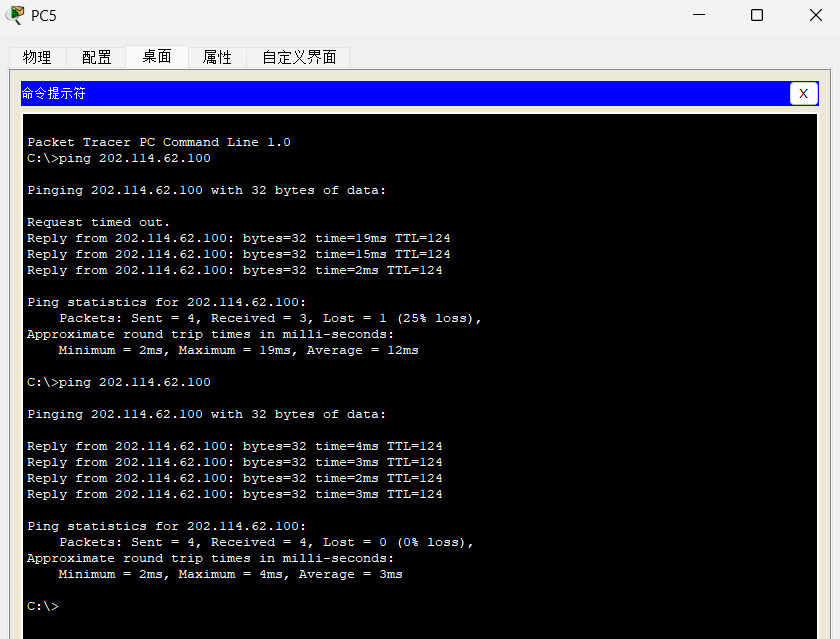 PC5
物理 配置 桌面 属性 自定义界面
命令提示符 X
Packet Tracer PC Command Line 1.0
C:\>ping 202.114.62.100
Pinging 202.114.62.100 with 32 bytes of data:
Request timed out.
Reply from 202.114.62.100: bytes=32 time=19ms TTL=124
Reply from 202.114.62.100: bytes=32 time=15ms TTL=124
Reply from 202.114.62.100: bytes=32 time=2ms TTL=124
Ping statistics for 202.114.62.100:
Packets: Sent = 4, Received = 3, Lost = 1 (25% loss),
Approximate round trip times in milli-seconds:
Minimum = 2ms, Maximum = 19ms, Average = 12ms
C:\>ping 202.114.62.100
Pinging 202.114.62.100 with 32 bytes of data:
Reply from 202.114.62.100: bytes=32 time=4ms TTL=124
Reply from 202.114.62.100: bytes=32 time=3ms TTL=124
Reply from 202.114.62.100: bytes=32 time=2ms TTL=124
Reply from 202.114.62.100: bytes=32 time=3ms TTL=124
Ping statistics for 202.114.62.100:
Packets: Sent = 4, Received = 4, Lost = 0 (0% loss),
Approximate round trip times in milli-seconds:
Minimum = 2ms, Maximum = 4ms, Average = 3ms
C:\>